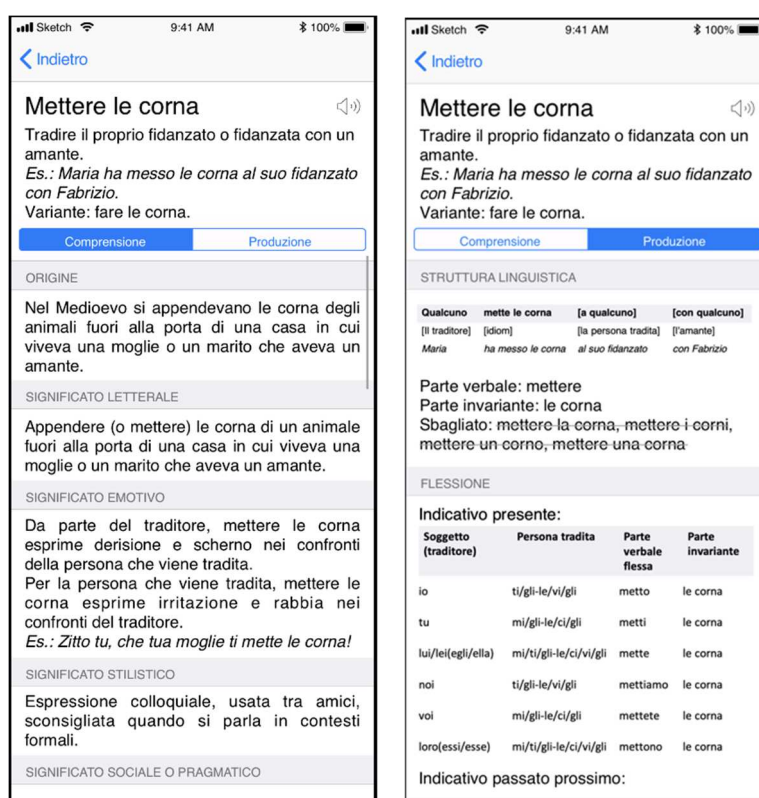 Sketch 9:41 AM 100%
Indietro
Mettere le corna
Tradire il proprio fidanzato o fidanzata con un
amante.
Es.: Maria ha messo le corna al suo fidanzato
con Fabrizio.
Variante: fare le corna.
Comprensione Produzione
ORIGINE
Nel Medioevo si appendevano le corna degli
animali fuori alla porta di una casa in cui
viveva una moglie o un marito che aveva un
amante.
SIGNIFICATO LETTERALE
Appendere (o mettere) le corna di un animale
fuori alla porta di una casa in cui viveva una
moglie o un marito che aveva un amante.
SIGNIFICATO EMOTIVO
Da parte del traditore, mettere le corna
esprime derisione e scherno nei confronti
della persona che viene tradita.
Per la persona che viene tradita, mettere le
corna esprime irritazione e rabbia nei
confronti del traditore.
Es.: Zitto tu, che tua moglie ti mette le corna!
SIGNIFICATO STILISTICO
Espressione colloquiale, usata tra amici,
sconsigliata quando si parla in contesti
formali.
SIGNIFICATO SOCIALE O PRAGMATICO
Sketch 9:41 AM 100%
Indietro
Mettere le corna
Tradire il proprio fidanzato o fidanzata con un
amante.
Es.: Maria ha messo le corna al suo fidanzato
con Fabrizio.
Variante: fare le corna.
Comprensione Produzione
STRUTTURA LINGUISTICA
Qualcuno mette le corna [a qualcuno] [con qualcuno]
[Il traditore] [idiom] [la persona tradita] [l'amante]
Maria ha messo le corna al suo fidanzato con Fabrizio
Parte verbale: mettere
Parte invariante: le corna
Sbagliato: mettere la corna, mettere i corni,
mettere un corno, mettere una corna
FLESSIONE
Indicativo presente:
Soggetto Persona tradita Parte Parte
(traditore) verbale invariante
flessa
io ti/gli-le/vi/gli metto le corna
tu mi/gli-le/ci/gli metti le corna
lui/lei(egli/ella) mi/ti/gli-le/ci/vi/gli mette le corna
noi ti/gli-le/vi/gli mettiamo le corna
voi mi/gli-le/ci/gli mettete le corna
loro(essi/esse) mi/ti/gli-le/ci/vi/gli mettono le corna
Indicativo passato prossimo: